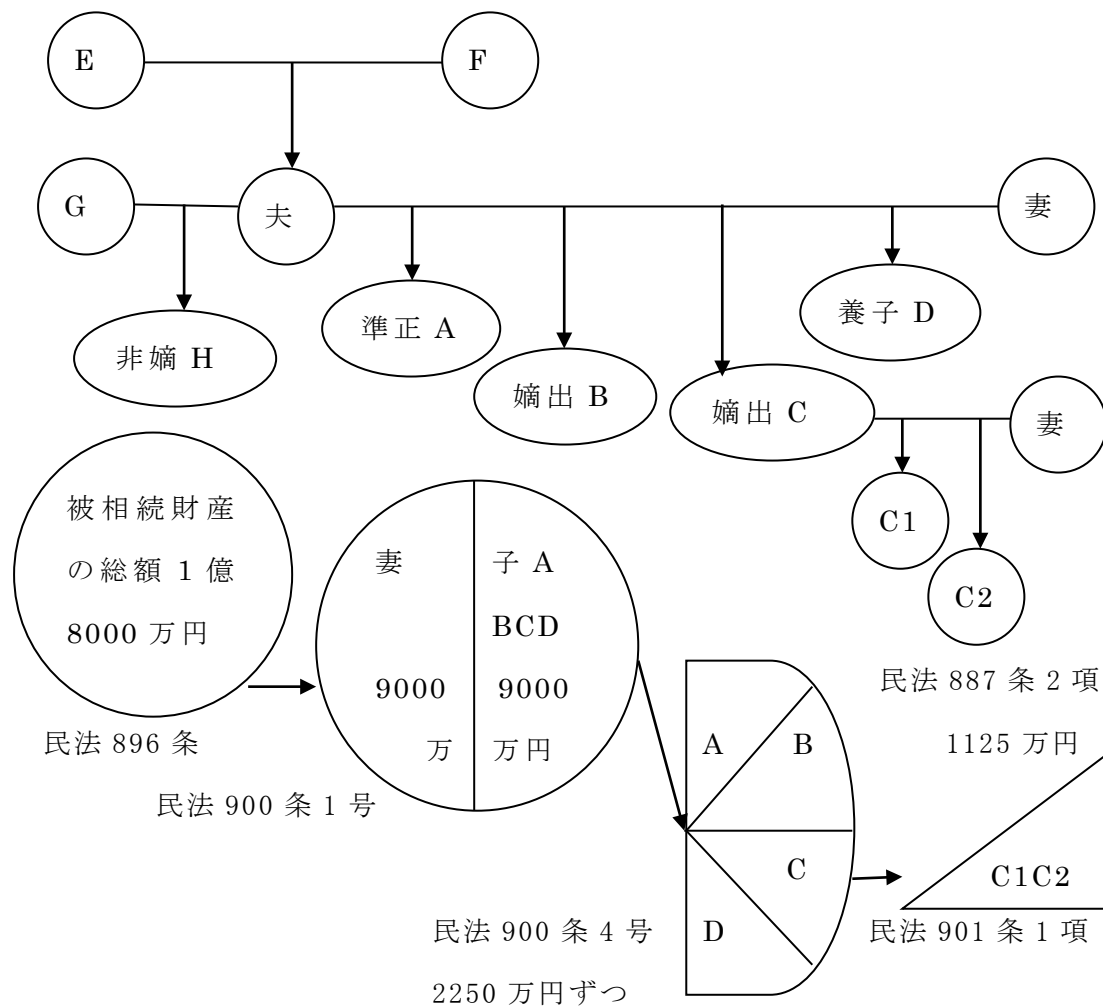 E
F
G
夫
妻
非嫡 H
準正 A
嫡出 B
嫡出 C
養子 D
妻
C1
C2
被相続財産
の総額 1 億
8000 万円
民法 896 条
妻
9000
万
子 A
BCD
9000
万円
民法 900 条 1 号
A
B
C
D
民法 900 条 4 号
2250 万円ずつ
民法 887 条 2 項
1125 万円
C1C2
民法 901 条 1 項